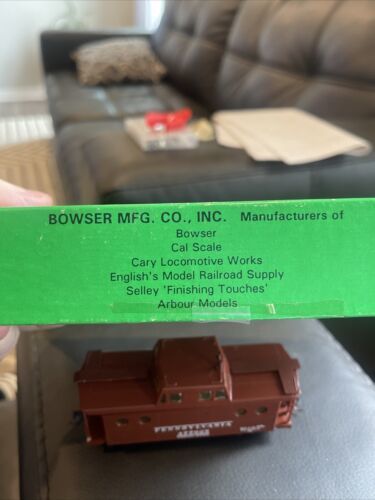 BOWSER MFG. CO., INC. Manufacturers of
Bowser
Cal Scale
Cary Locomotive Works
English's Model Railroad Supply
Selley 'Finishing Touches'
Arbour Models
PENNSYLVANIA